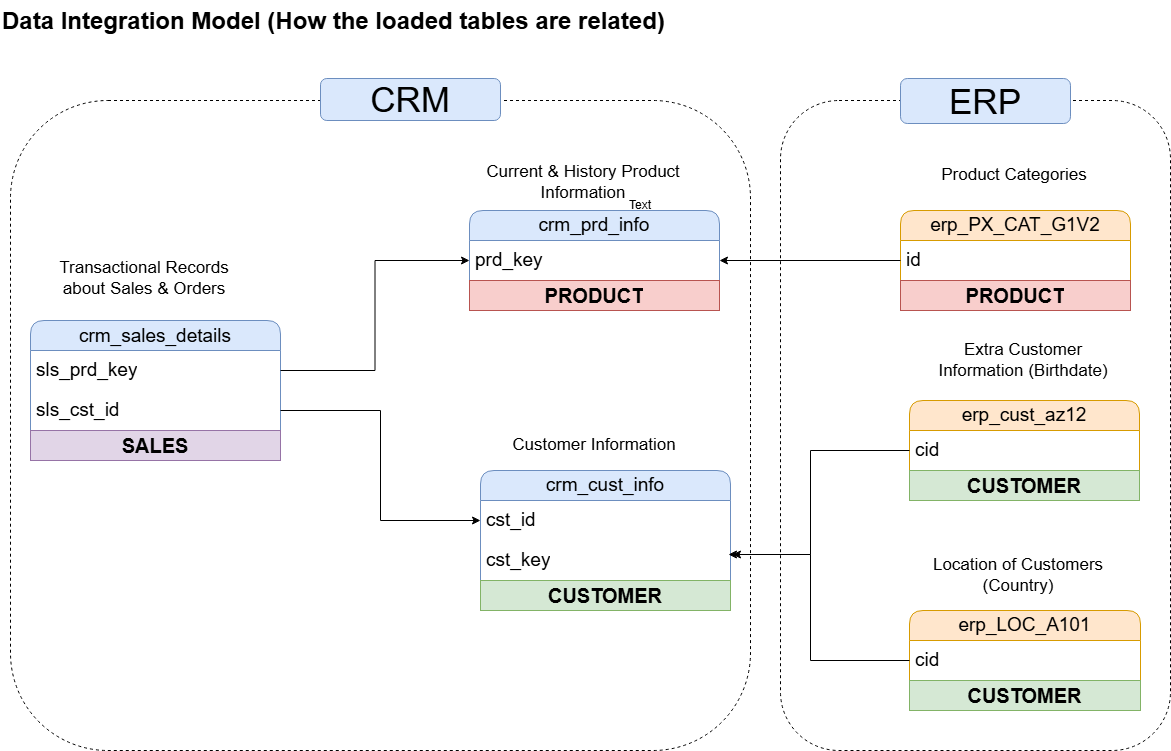 Data Integration Model (How the loaded tables are related)
CRM
Current & History Product
Information
Text
crm_prd_info
prd_key
PRODUCT
Transactional Records
about Sales & Orders
crm_sales_details
sls_prd_key
sls_cst_id
SALES
Customer Information
crm_cust_info
cst_id
cst_key
CUSTOMER
ERP
Product Categories
erp_PX_CAT_G1V2
id
PRODUCT
Extra Customer
Information (Birthdate)
erp_cust_az12
cid
CUSTOMER
Location of Customers
(Country)
erp_LOC_A101
cid
CUSTOMER